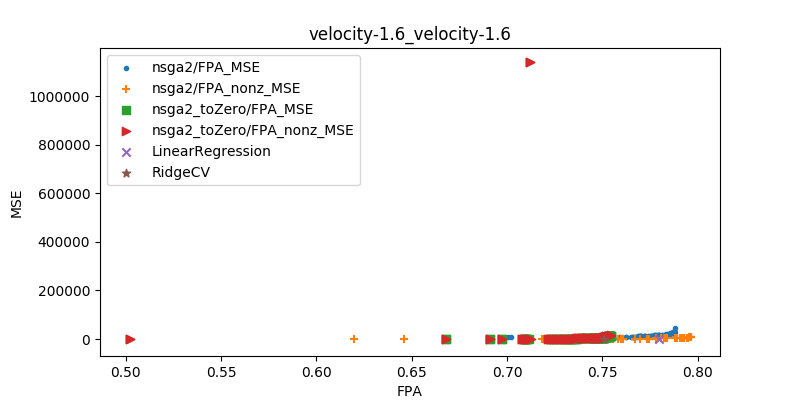 velocity-1.6_velocity-1.6
nsga2/FPA_MSE
nsga2/FPA_nonz_MSE
nsga2_toZero/FPA_MSE
nsga2_toZero/FPA_nonz_MSE
LinearRegression
RidgeCV
MSE
1000000
800000
600000
400000
200000
0
0.50 0.55 0.60 0.65 0.70 0.75 0.80
FPA